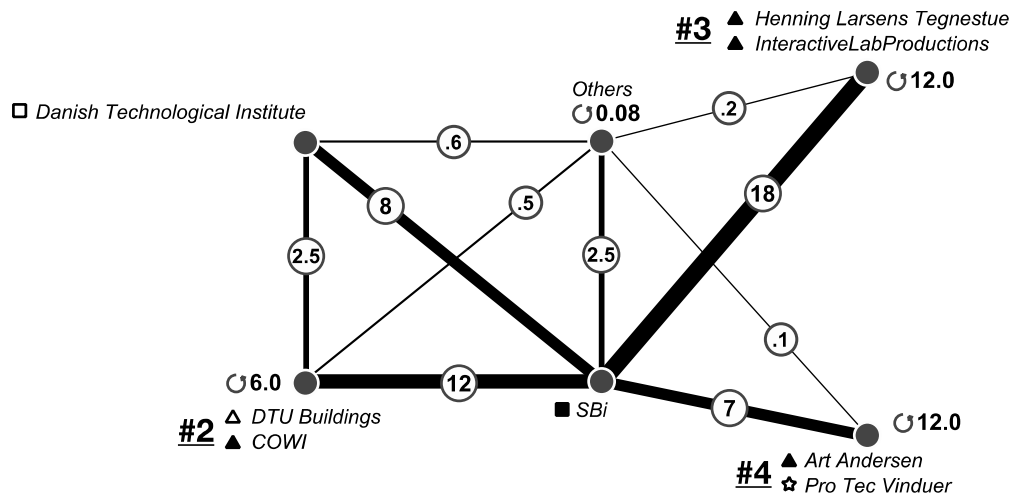 #3
Henning Larsens Tegnestue
InteractiveLabProductions
12.0
Others
0.08
.2
Danish Technological Institute
.6
8
.5
18
2.5
2.5
.1
6.0
12
7
#2
DTU Buildings
COWI
SBi
12.0
#4
Art Andersen
Pro Tec Vinduer